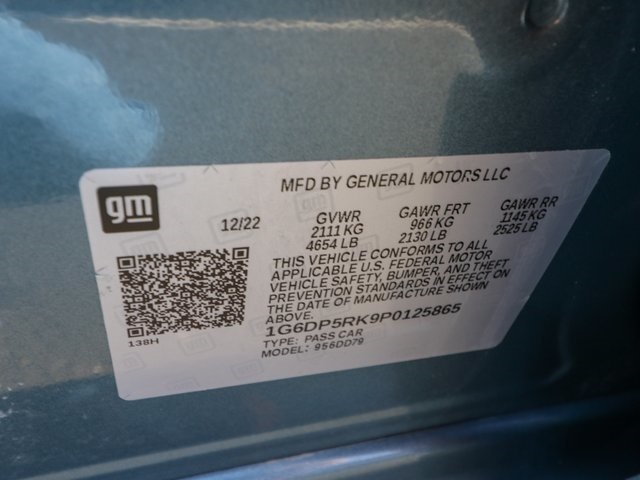 gm
MFD BY GENERAL MOTORS LLC
12/22 GVWR GAWR FRT GAWR RR
2111 KG 966 KG 1145 KG
4654 LB 2130 LB 2525 LB
THIS VEHICLE CONFORMS TO ALL
APPLICABLE U.S. FEDERAL MOTOR
VEHICLE SAFETY, BUMPER, AND THEFT
PREVENTION STANDARDS IN EFFECT ON
THE DATE OF MANUFACTURE SHOWN
ABOVE.
1G6DP5RK9P0125865
TYPE: PASS CAR
MODEL: 956DD79
138H